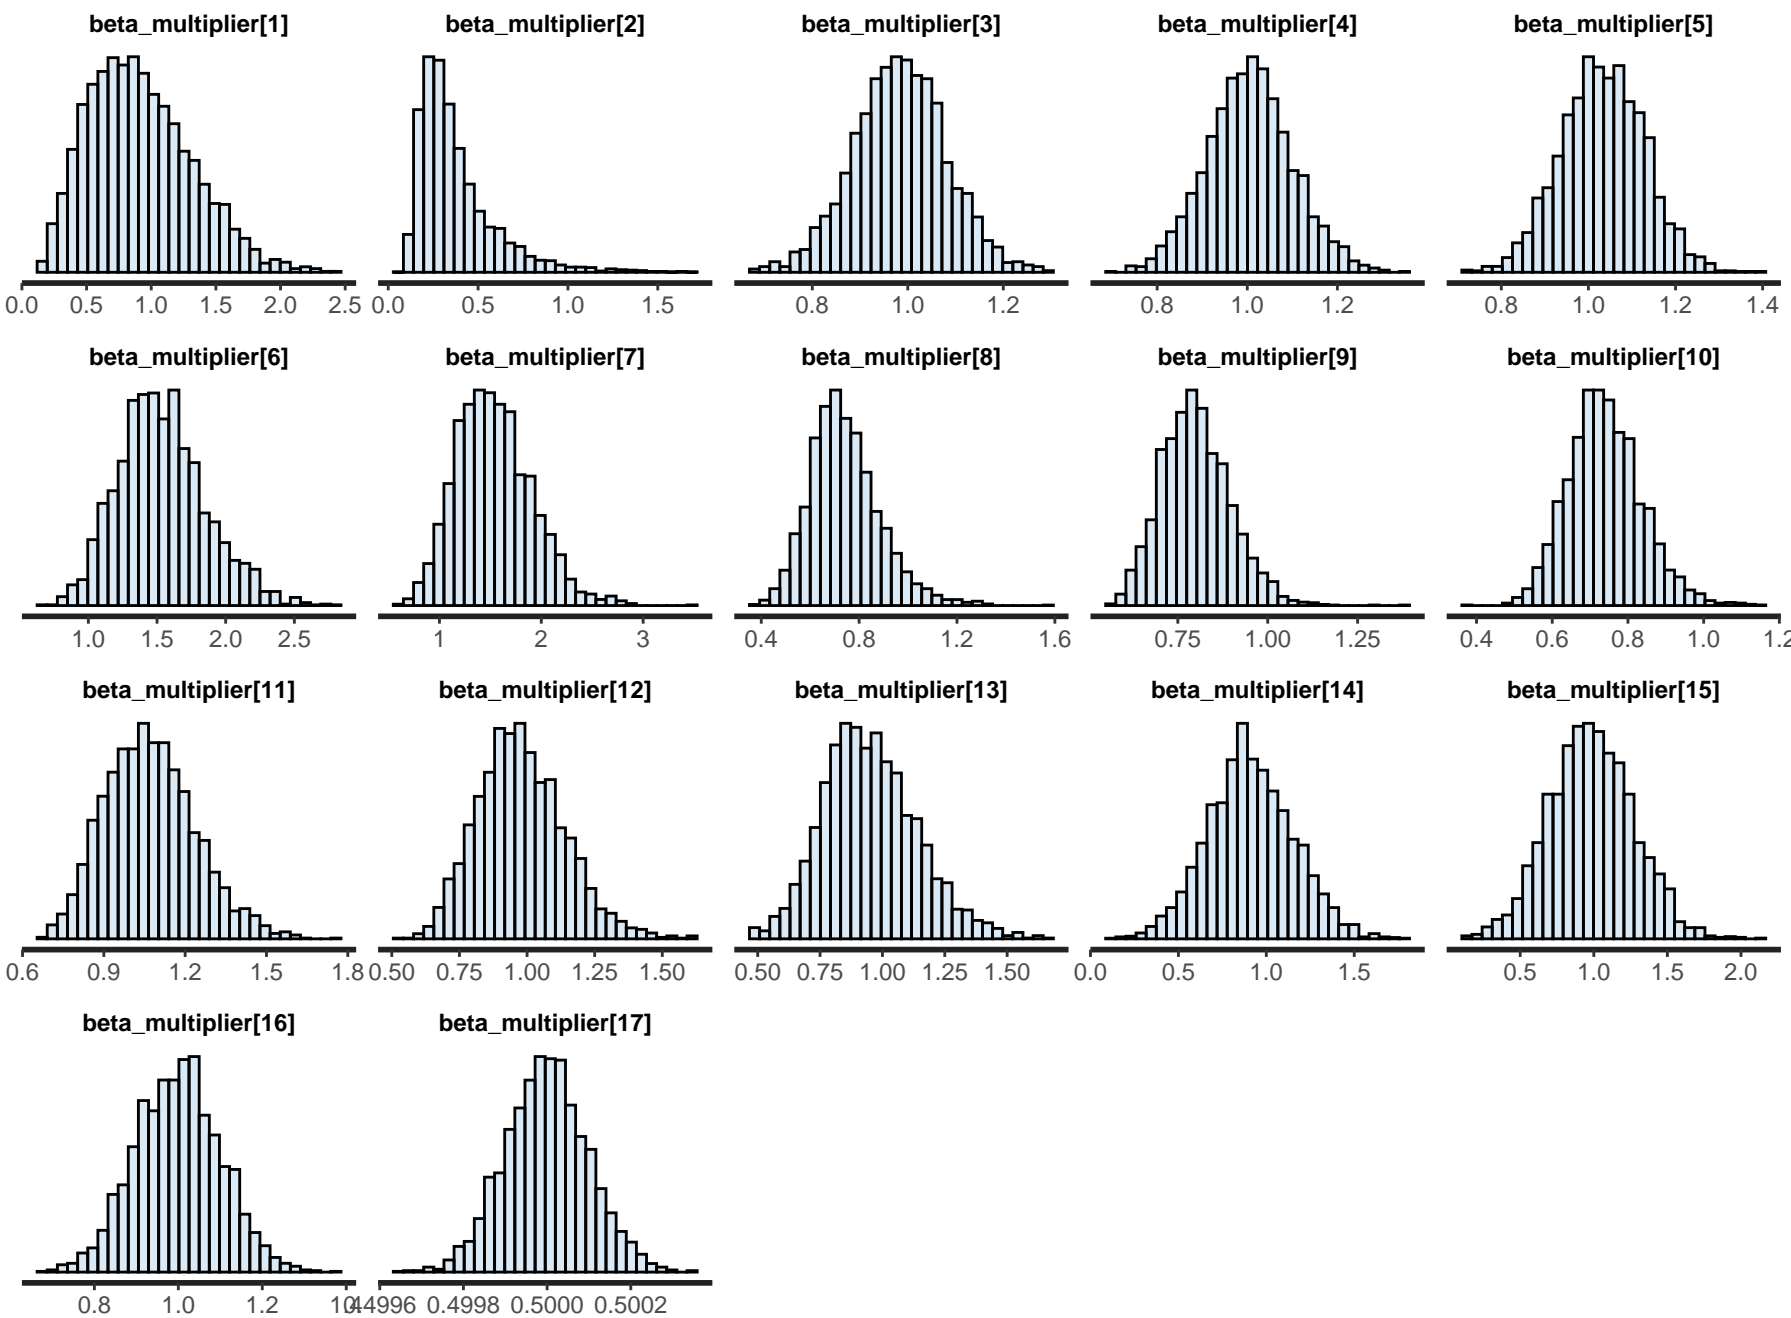 beta_multiplier[1] beta_multiplier[2] beta_multiplier[3] beta_multiplier[4] beta_multiplier[5]
0.0 0.5 1.0 1.5 2.0 2.5 0.0 0.5 1.0 1.5 0.8 1.0 1.2 0.8 1.0 1.2 0.8 1.0 1.2 1.4
beta_multiplier[6] beta_multiplier[7] beta_multiplier[8] beta_multiplier[9] beta_multiplier[10]
1.0 1.5 2.0 2.5 1 2 3 0.4 0.8 1.2 1.6 0.75 1.00 1.25 0.4 0.6 0.8 1.0 1.2
beta_multiplier[11] beta_multiplier[12] beta_multiplier[13] beta_multiplier[14] beta_multiplier[15]
0.6 0.9 1.2 1.5 1.8 0.50 0.75 1.00 1.25 1.50 0.50 0.75 1.00 1.25 1.50 0.0 0.5 1.0 1.5 0.5 1.0 1.5 2.0
beta_multiplier[16] beta_multiplier[17]
0.8 1.0 1.2 1.4 0.4996 0.4998 0.5000 0.5002